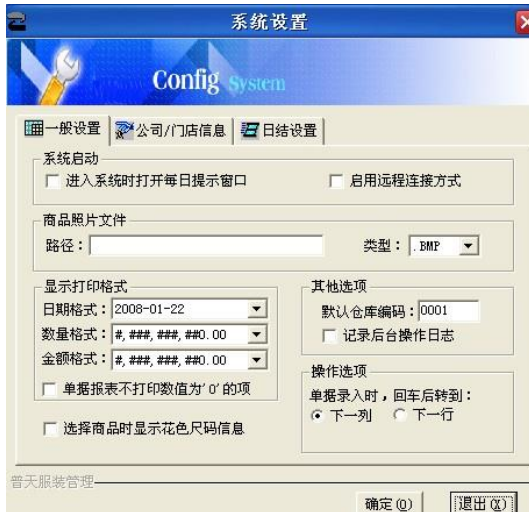 系统设置
Config System
一般设置 公司/门店信息 日结设置
系统启动
进入系统时打开每日提示窗口 启用远程连接方式
商品照片文件
路径： 类型： .BMP
显示打印格式
日期格式：2008-01-22
数量格式：#,###,###,##0.00
金额格式：#,###,###,##0.00
单据报表不打印数值为'0'的项
选择商品时显示花色尺码信息
其他选项
默认仓库编码：0001
记录后台操作日志
操作选项
单据录入时，回车后转到：
下一列 下一行
普天服装管理
确定(O) 退出(X)